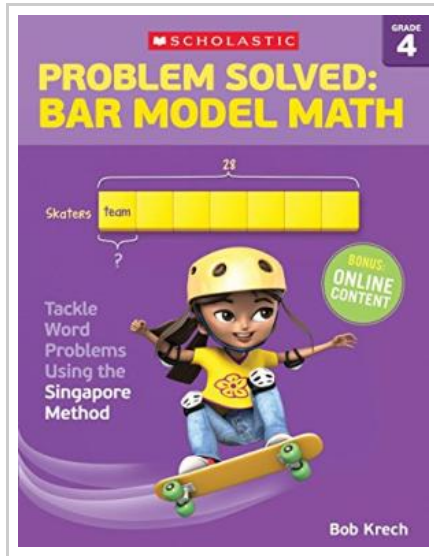 SCHOLASTIC
GRADE
4
PROBLEM SOLVED:
BAR MODEL MATH
28
Skaters team
?
BONUS:
ONLINE
CONTENT
Tackle
Word
Problems
Using the
Singapore
Method
Bob Krech